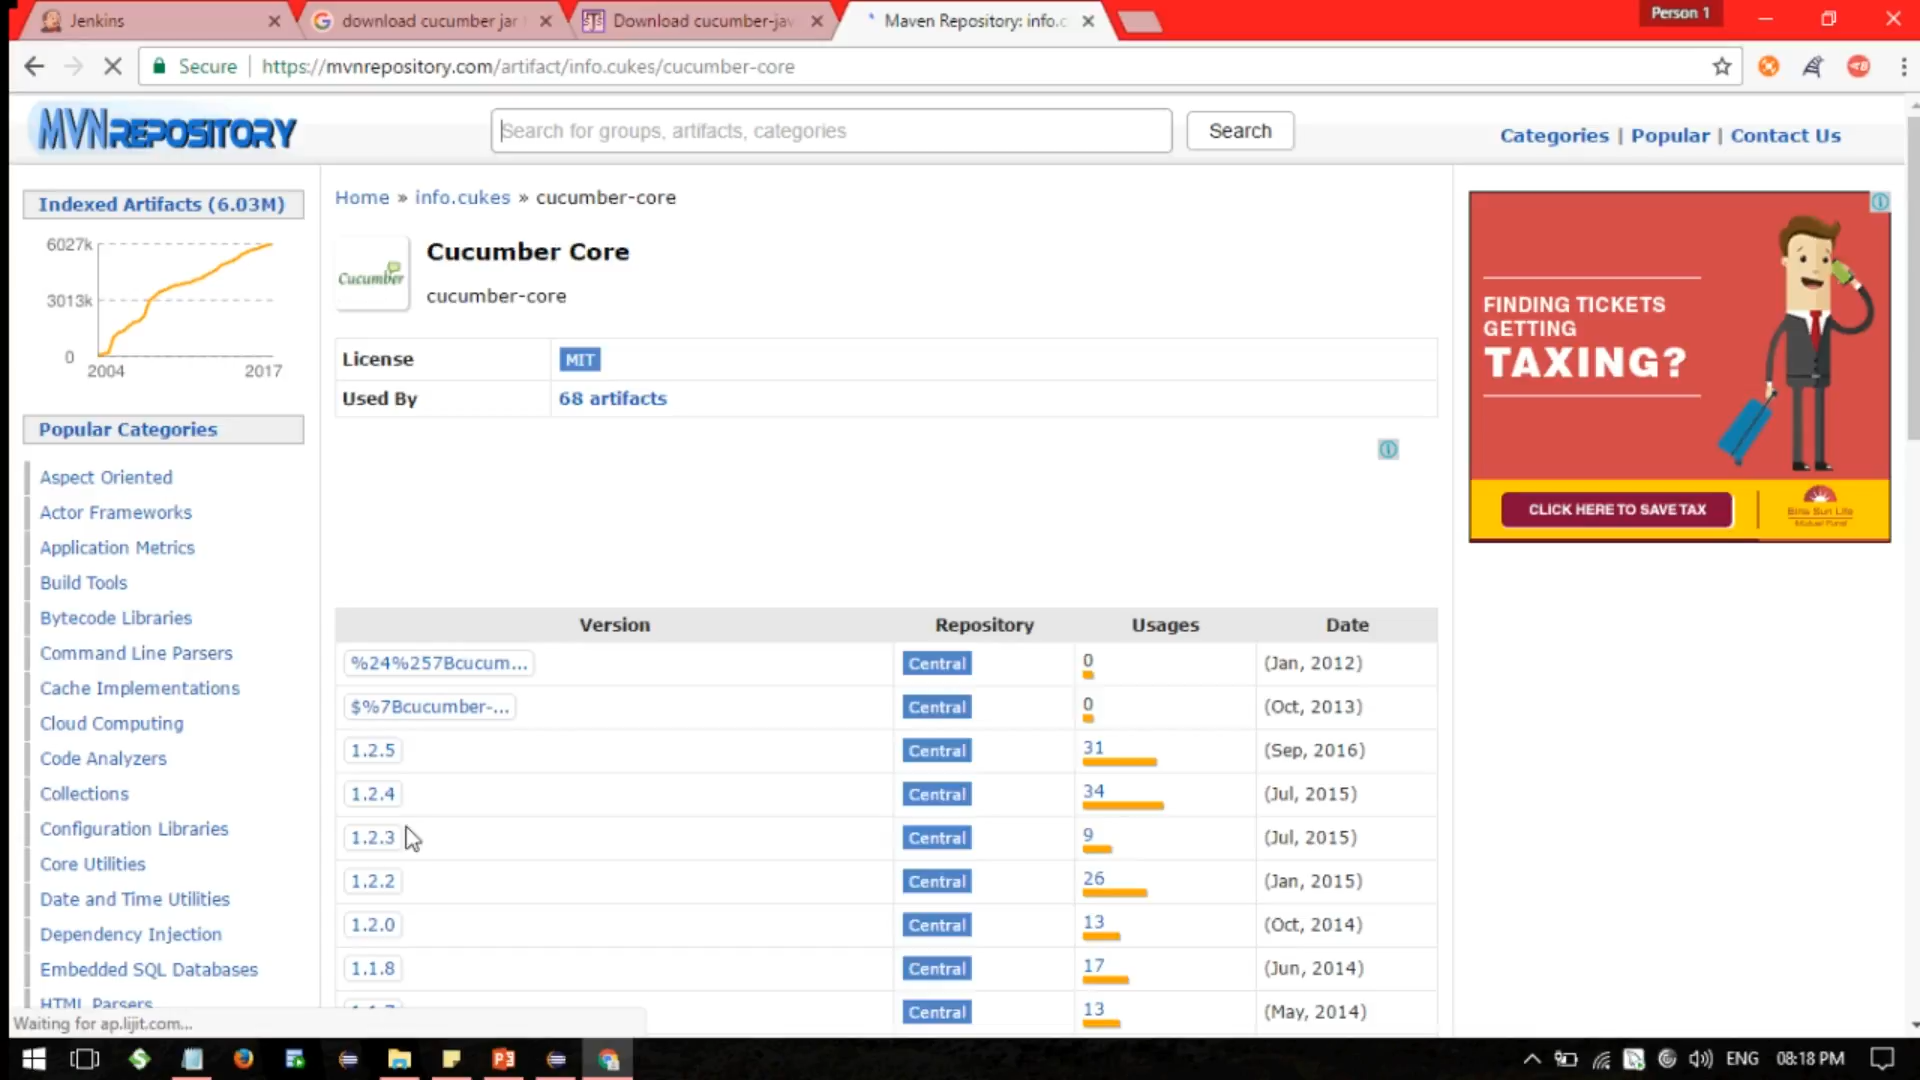 Jenkins
download cucumber jar
Download cucumber-jav
Maven Repository: info.c
Person 1
Secure
https://mvnrepository.com/artifact/info.cukes/cucumber-core
MVNREPOSITORY
Search for groups, artifacts, categories
Search
Categories | Popular | Contact Us
Indexed Artifacts (6.03M)
6027k
3013k
0
2004
2017
Popular Categories
Aspect Oriented
Actor Frameworks
Application Metrics
Build Tools
Bytecode Libraries
Command Line Parsers
Cache Implementations
Cloud Computing
Code Analyzers
Collections
Configuration Libraries
Core Utilities
Date and Time Utilities
Dependency Injection
Embedded SQL Databases
HTML Parsers
Home » info.cukes » cucumber-core
Cucumber
Cucumber Core
cucumber-core
License MIT
Used By 68 artifacts
Version Repository Usages Date
%24%257Bcucum... Central 0 (Jan, 2012)
$%7Bcucumber-... Central 0 (Oct, 2013)
1.2.5 Central 31 (Sep, 2016)
1.2.4 Central 34 (Jul, 2015)
1.2.3 Central 9 (Jul, 2015)
1.2.2 Central 26 (Jan, 2015)
1.2.0 Central 13 (Oct, 2014)
1.1.8 Central 17 (Jun, 2014)
Central 13 (May, 2014)
FINDING TICKETS
GETTING
TAXING?
CLICK HERE TO SAVE TAX
Birla Sun Life
Mutual Fund
Waiting for ap.lijit.com...
ENG
08:18 PM